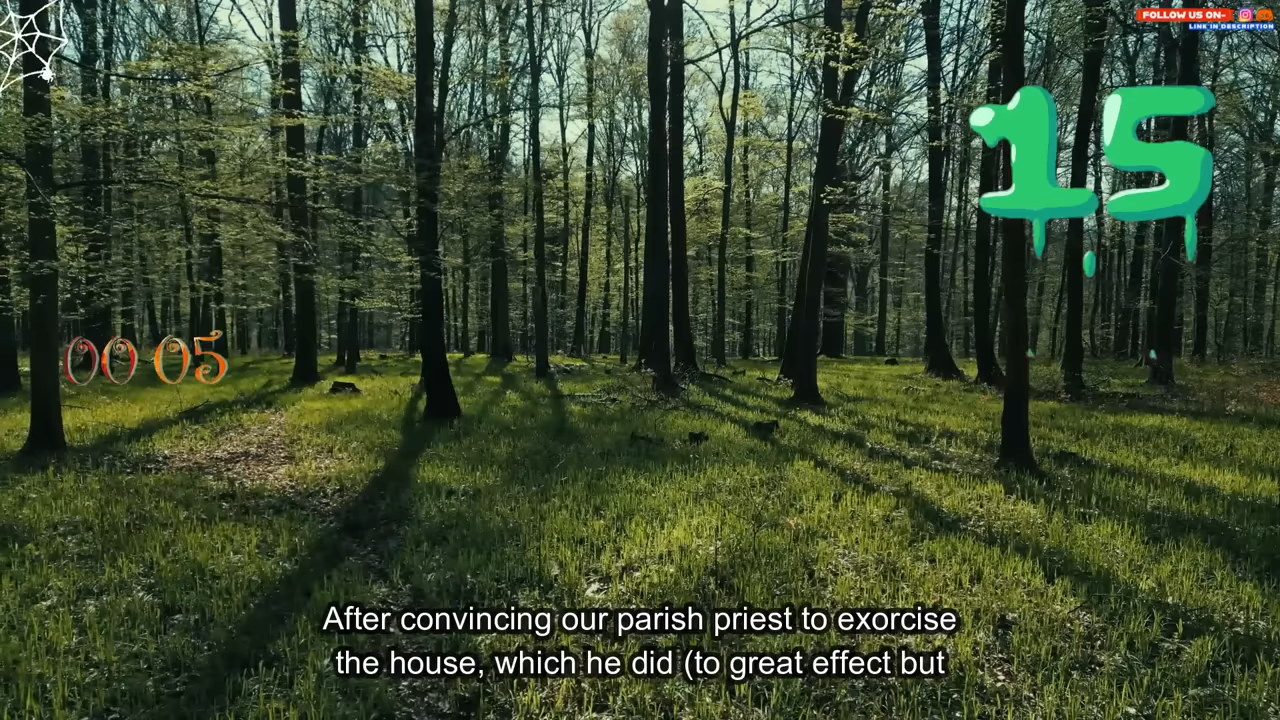 FOLLOW US ON-
LINK IN DESCRIPTION
15
00 05
After convincing our parish priest to exorcise
the house, which he did (to great effect but